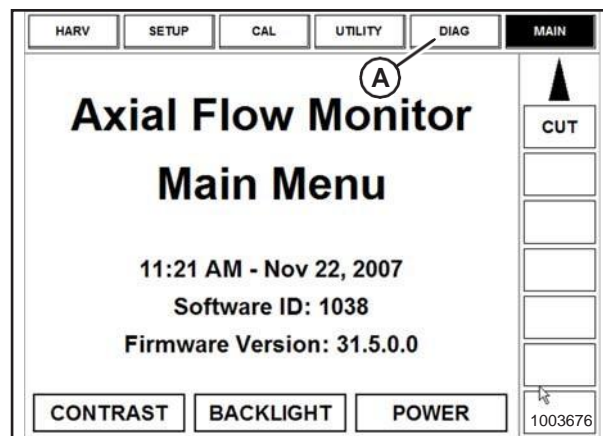 HARV SETUP CAL UTILITY DIAG MAIN
A
Axial Flow Monitor
CUT
Main Menu
11:21 AM - Nov 22, 2007
Software ID: 1038
Firmware Version: 31.5.0.0
CONTRAST BACKLIGHT POWER
1003676